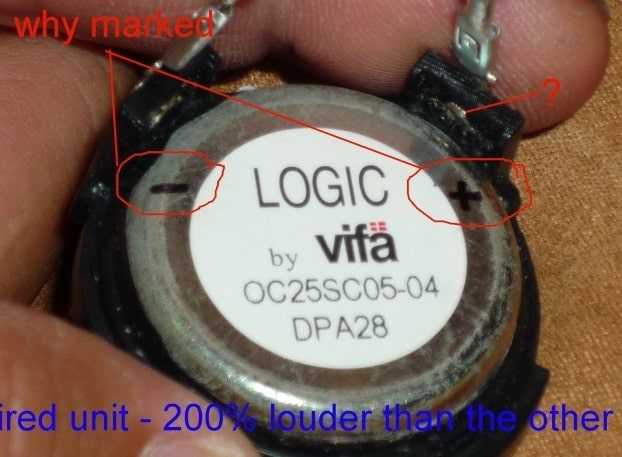 why marked
?
- +
LOGIC
by vifa
OC25SC05-04
DPA28
ired unit - 200% louder than the other